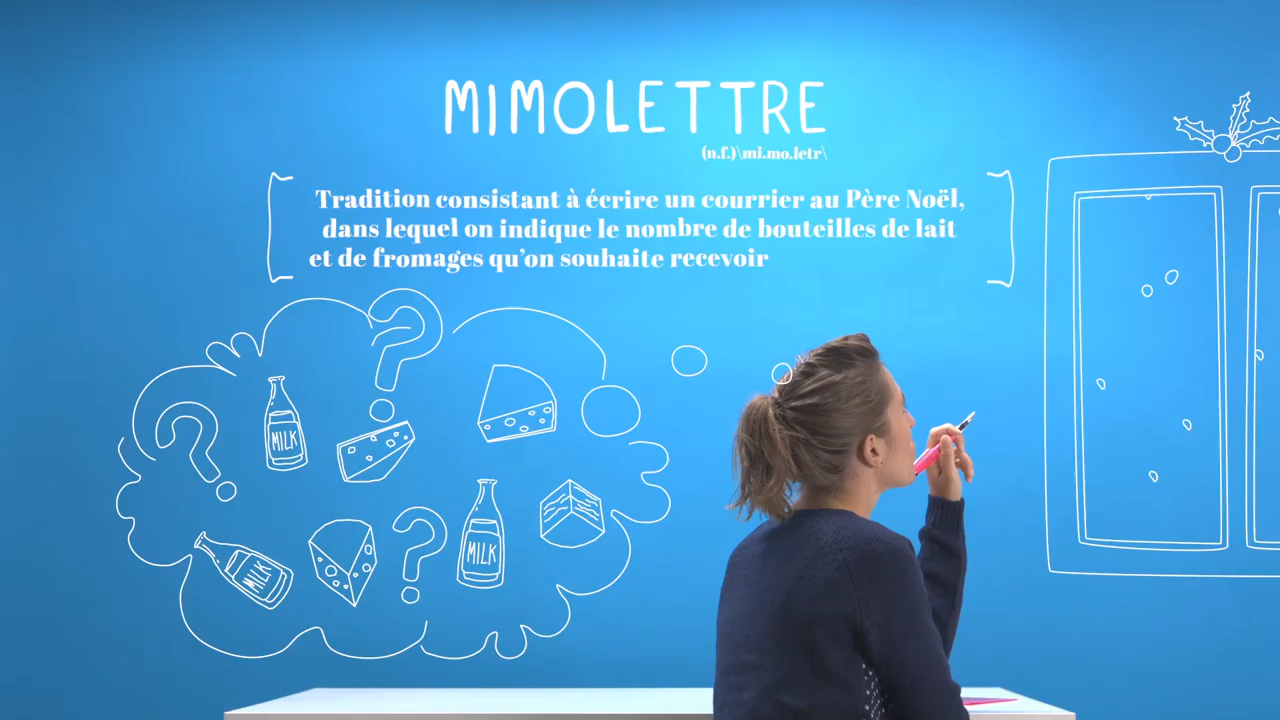 MIMOLETTRE
(n.f.)\mi.mo.letr\
Tradition consistant à écrire un courrier au Père Noël,
dans lequel on indique le nombre de bouteilles de lait
et de fromages qu’on souhaite recevoir
MILK
MILK
MILK